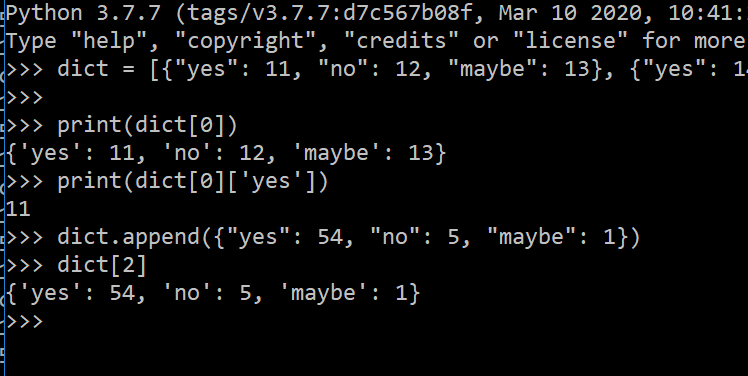 Python 3.7.7 (tags/v3.7.7:d7c567b08f, Mar 10 2020, 10:41:
Type "help", "copyright", "credits" or "license" for more
>>> dict = [{"yes": 11, "no": 12, "maybe": 13}, {"yes": 14
>>>
>>> print(dict[0])
{'yes': 11, 'no': 12, 'maybe': 13}
>>> print(dict[0]['yes'])
11
>>> dict.append({"yes": 54, "no": 5, "maybe": 1})
>>> dict[2]
{'yes': 54, 'no': 5, 'maybe': 1}
>>>